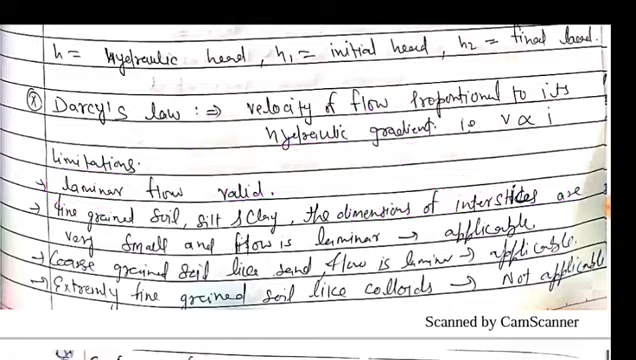 h = Hyelraulic head, h1 = initial head, h2 = final head.
(*) Darcy's law :⇒ velocity of flow proportional to its
hyelraulic gradient. ie v ∝ i
limitations.
→ laminar flow valid.
→ fine grained soil, silt & clay, the dimensions of interstices are
very small and flow is laminar → applicable
→ Coarse grained soil like sand, flow is laminar → applicable.
→ Extremly fine grained soil like colloids → Not applicable
Scanned by CamScanner